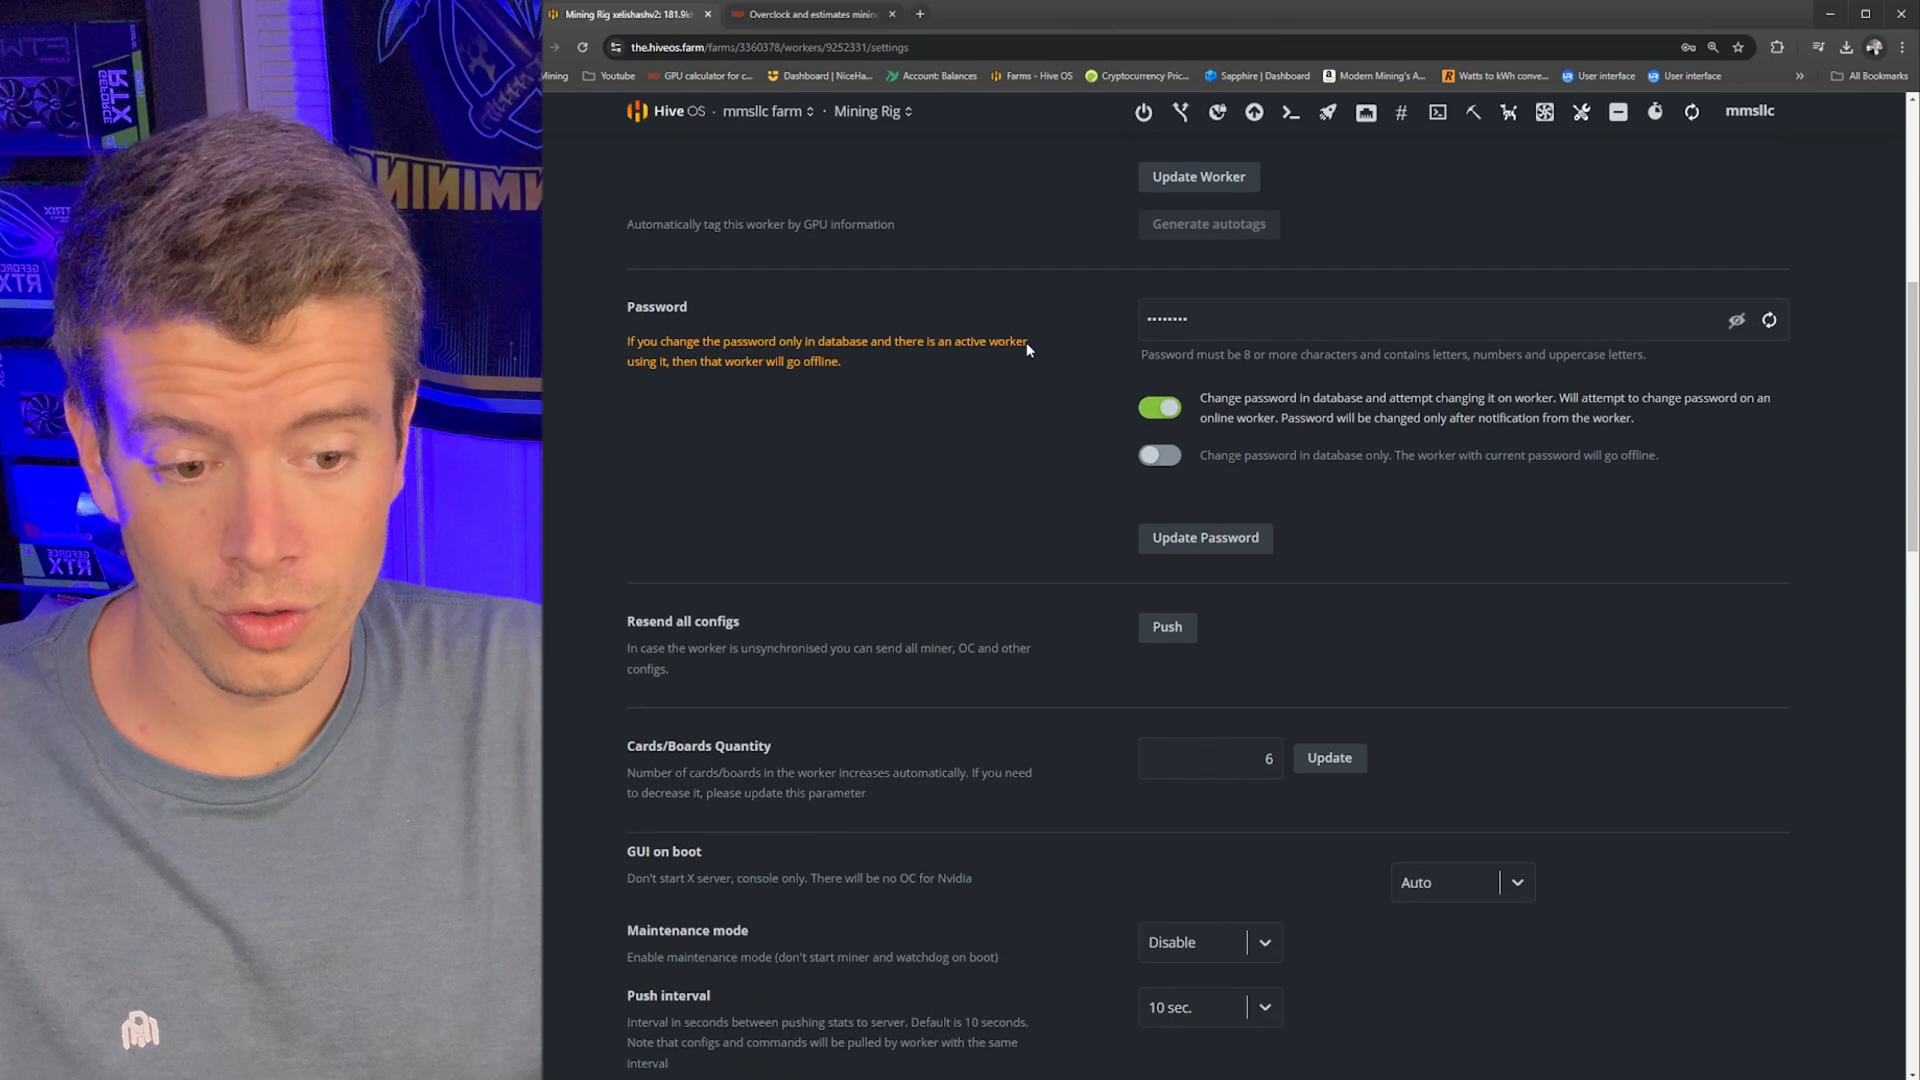 Mining Rig xelishashv2: 181.9k
Overclock and estimates minin
the.hiveos.farm/farms/3360378/workers/9252331/settings
Mining
Youtube
GPU calculator for c...
Dashboard | NiceHa...
Account: Balances
Farms - Hive OS
Cryptocurrency Pric...
Sapphire | Dashboard
Modern Mining's A...
Watts to kWh conve...
User interface
User interface
»
All Bookmarks
Hive OS · mmsllc farm · Mining Rig
mmsllc
Update Worker
Automatically tag this worker by GPU information
Generate autotags
Password
If you change the password only in database and there is an active worker
using it, then that worker will go offline.
••••••••
Password must be 8 or more characters and contains letters, numbers and uppercase letters.
Change password in database and attempt changing it on worker. Will attempt to change password on an
online worker. Password will be changed only after notification from the worker.
Change password in database only. The worker with current password will go offline.
Update Password
Resend all configs
In case the worker is unsynchronised you can send all miner, OC and other
configs.
Push
Cards/Boards Quantity
Number of cards/boards in the worker increases automatically. If you need
to decrease it, please update this parameter
6
Update
GUI on boot
Don't start X server, console only. There will be no OC for Nvidia
Auto
Maintenance mode
Enable maintenance mode (don't start miner and watchdog on boot)
Disable
Push interval
Interval in seconds between pushing stats to server. Default is 10 seconds.
Note that configs and commands will be pulled by worker with the same
interval
10 sec.
GEFORCE
RTX
GEFORCE
RTX
GEFORCE
RTX
MINING